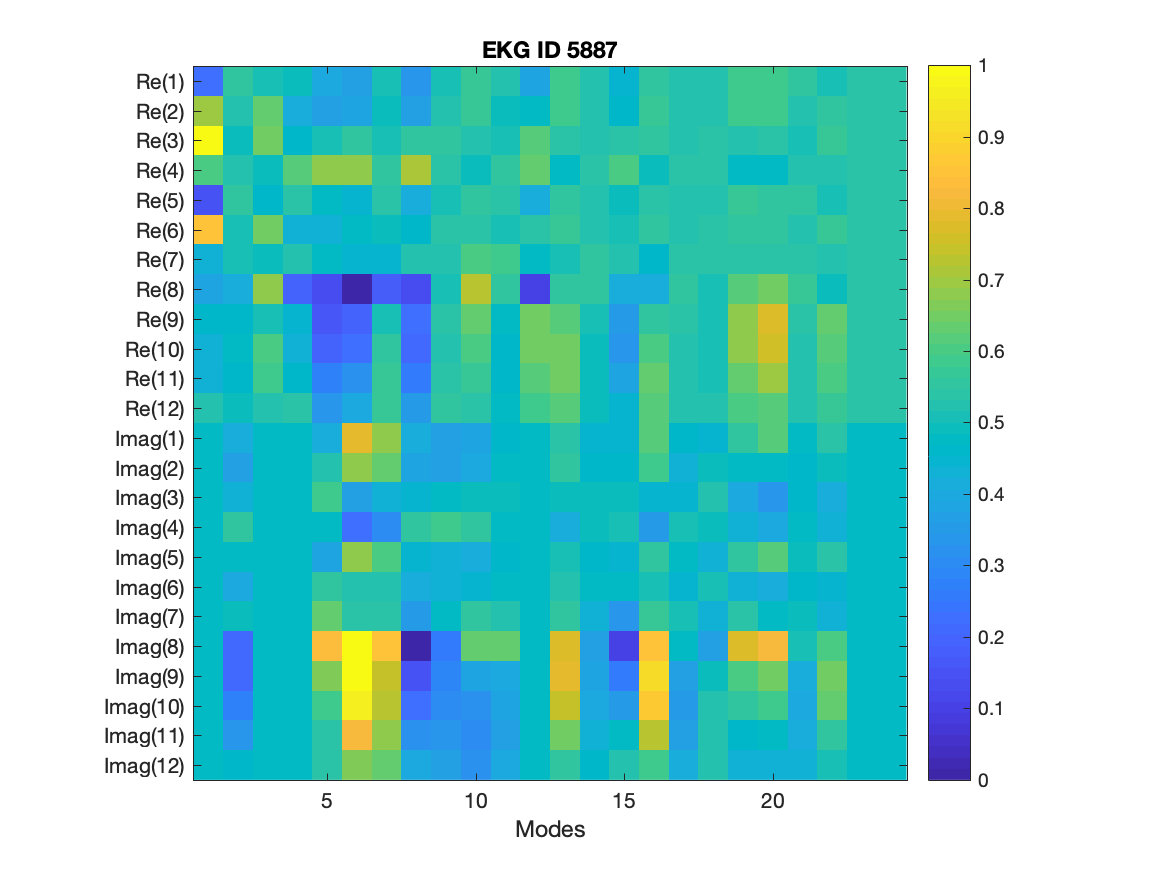 EKG ID 5887
Re(1)
Re(2)
Re(3)
Re(4)
Re(5)
Re(6)
Re(7)
Re(8)
Re(9)
Re(10)
Re(11)
Re(12)
Imag(1)
Imag(2)
Imag(3)
Imag(4)
Imag(5)
Imag(6)
Imag(7)
Imag(8)
Imag(9)
Imag(10)
Imag(11)
Imag(12)
5 10 15 20
Modes
1
0.9
0.8
0.7
0.6
0.5
0.4
0.3
0.2
0.1
0